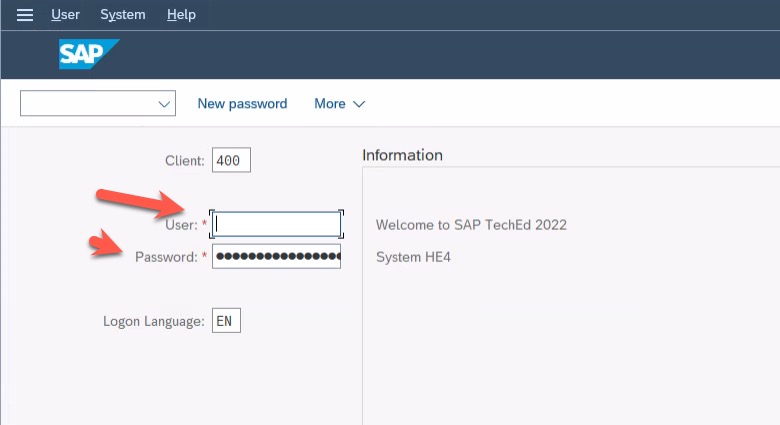 User System Help
SAP
New password More
Client: 400
Information
User: *
Welcome to SAP TechEd 2022
Password: * ●●●●●●●●●●●●●●●●
System HE4
Logon Language: EN